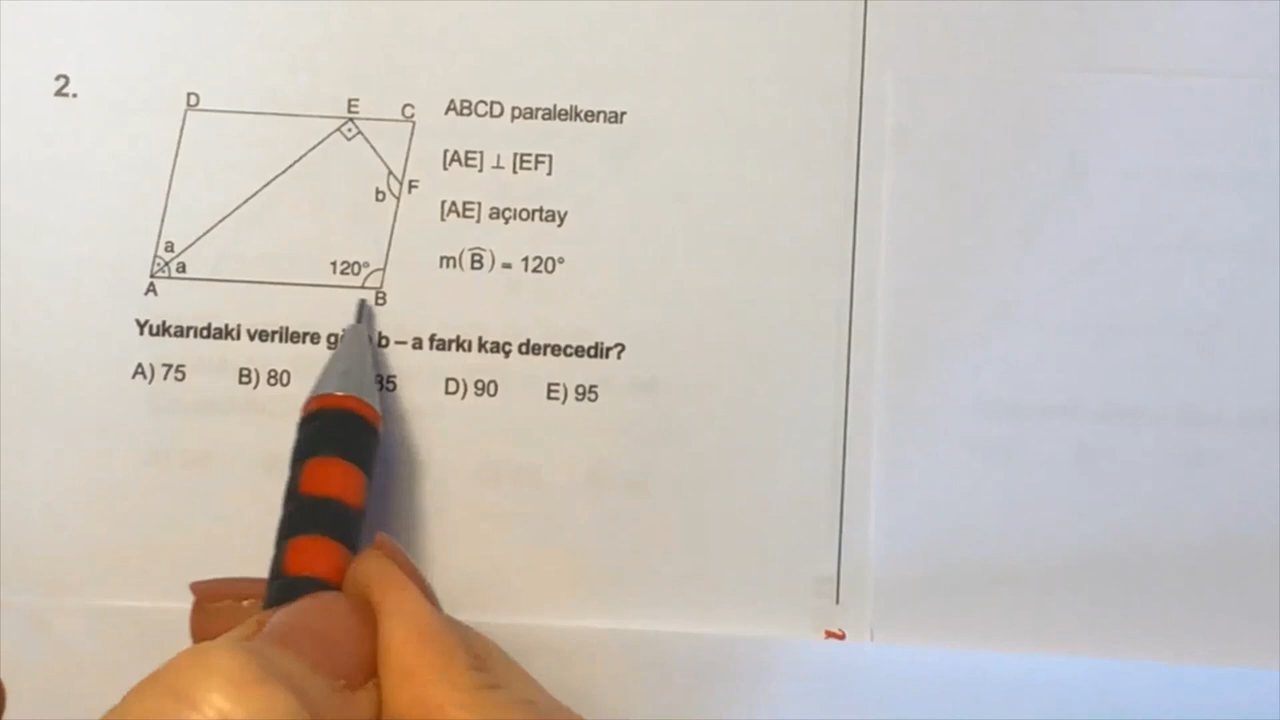 2.
D E C
ABCD paralelkenar
[AE] ⊥ [EF]
b F
[AE] açıortay
a
a 120°
m(B̂) = 120°
A B
Yukarıdaki verilere b – a farkı kaç derecedir?
A) 75 B) 80 D) 90 E) 95